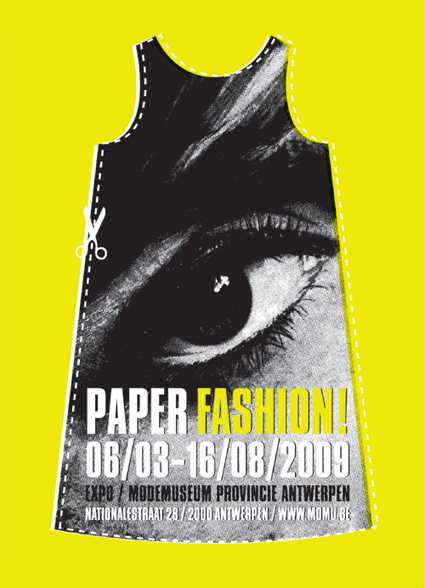 PAPER FASHION!
06/03-16/08/2009
EXPO / MODEMUSEUM PROVINCIE ANTWERPEN
NATIONALESTRAAT 28 / 2000 ANTWERPEN / WWW.MOMU.BE